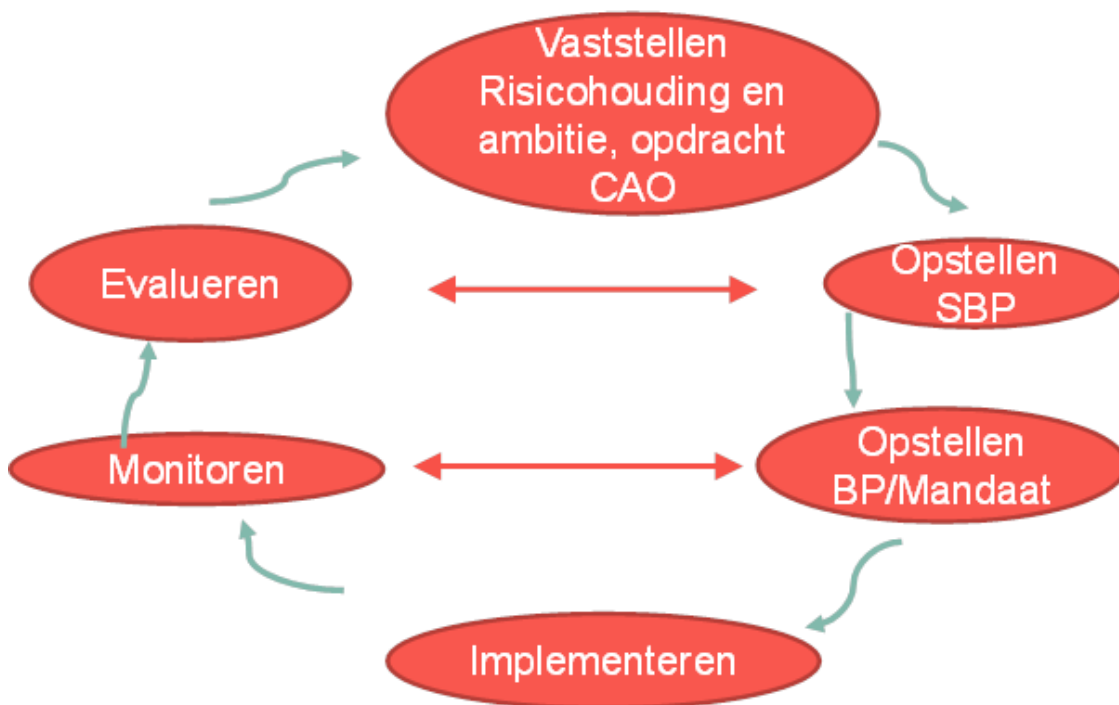 Vaststellen
Risicohouding en
ambitie, opdracht
CAO
Evalueren
Opstellen
SBP
Monitoren
Opstellen
BP/Mandaat
Implementeren